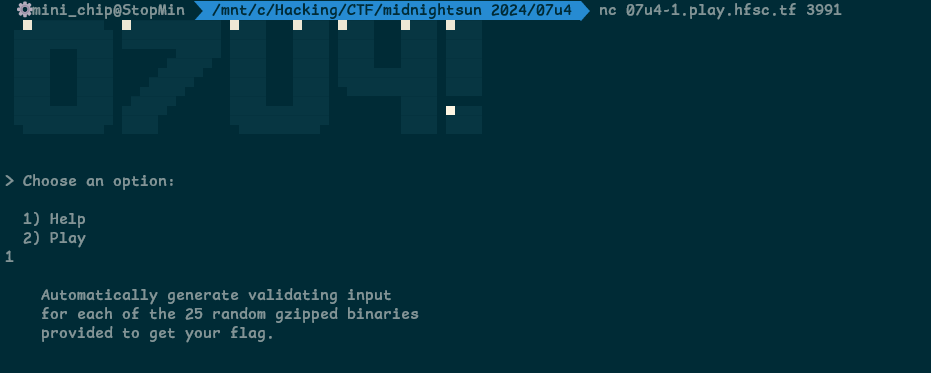 mini_chip@StopMin /mnt/c/Hacking/CTF/midnightsun 2024/07u4 nc 07u4-1.play.hfsc.tf 3991
07U4!
> Choose an option:
1) Help
2) Play
1
Automatically generate validating input
for each of the 25 random gzipped binaries
provided to get your flag.